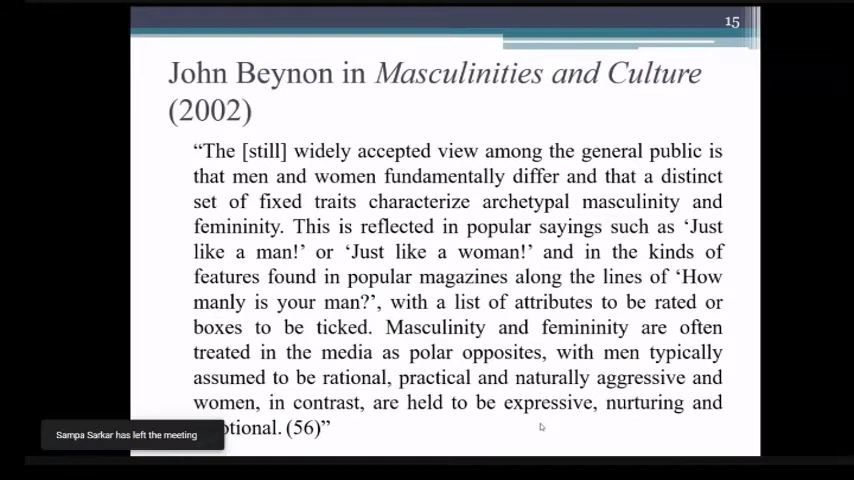 15
John Beynon in Masculinities and Culture
(2002)
“The [still] widely accepted view among the general public is
that men and women fundamentally differ and that a distinct
set of fixed traits characterize archetypal masculinity and
femininity. This is reflected in popular sayings such as ‘Just
like a man!’ or ‘Just like a woman!’ and in the kinds of
features found in popular magazines along the lines of ‘How
manly is your man?’, with a list of attributes to be rated or
boxes to be ticked. Masculinity and femininity are often
treated in the media as polar opposites, with men typically
assumed to be rational, practical and naturally aggressive and
women, in contrast, are held to be expressive, nurturing and
otional. (56)”
Sampa Sarkar has left the meeting